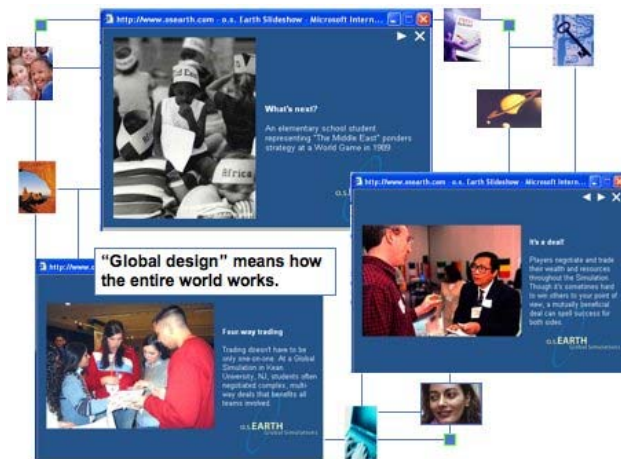 http://www.osearth.com - o.s. Earth Slideshow - Microsoft Intern...
What's next?
An elementary school student
representing "The Middle East" ponders
strategy at a World Game in 1989
Africa
O.S.
http://www.osearth.com - o.s. Earth Slideshow - Microsoft Intern...
It's a deal!
Players negotiate and trade
their wealth and resources
throughout the Simulation.
Though it's sometimes hard
to win others to your point of
view, a mutually beneficial
deal can spell success for
both sides.
o.s.EARTH
Global Simulations
“Global design” means how
the entire world works.
http://www.
Four way trading
Trading doesn't have to be
only one-on-one. At a Global
Simulation in Kean
University, NJ, students often
negotiated complex, multi-
way deals that benefits all
teams involved.
o.s.EARTH
Global Simulations